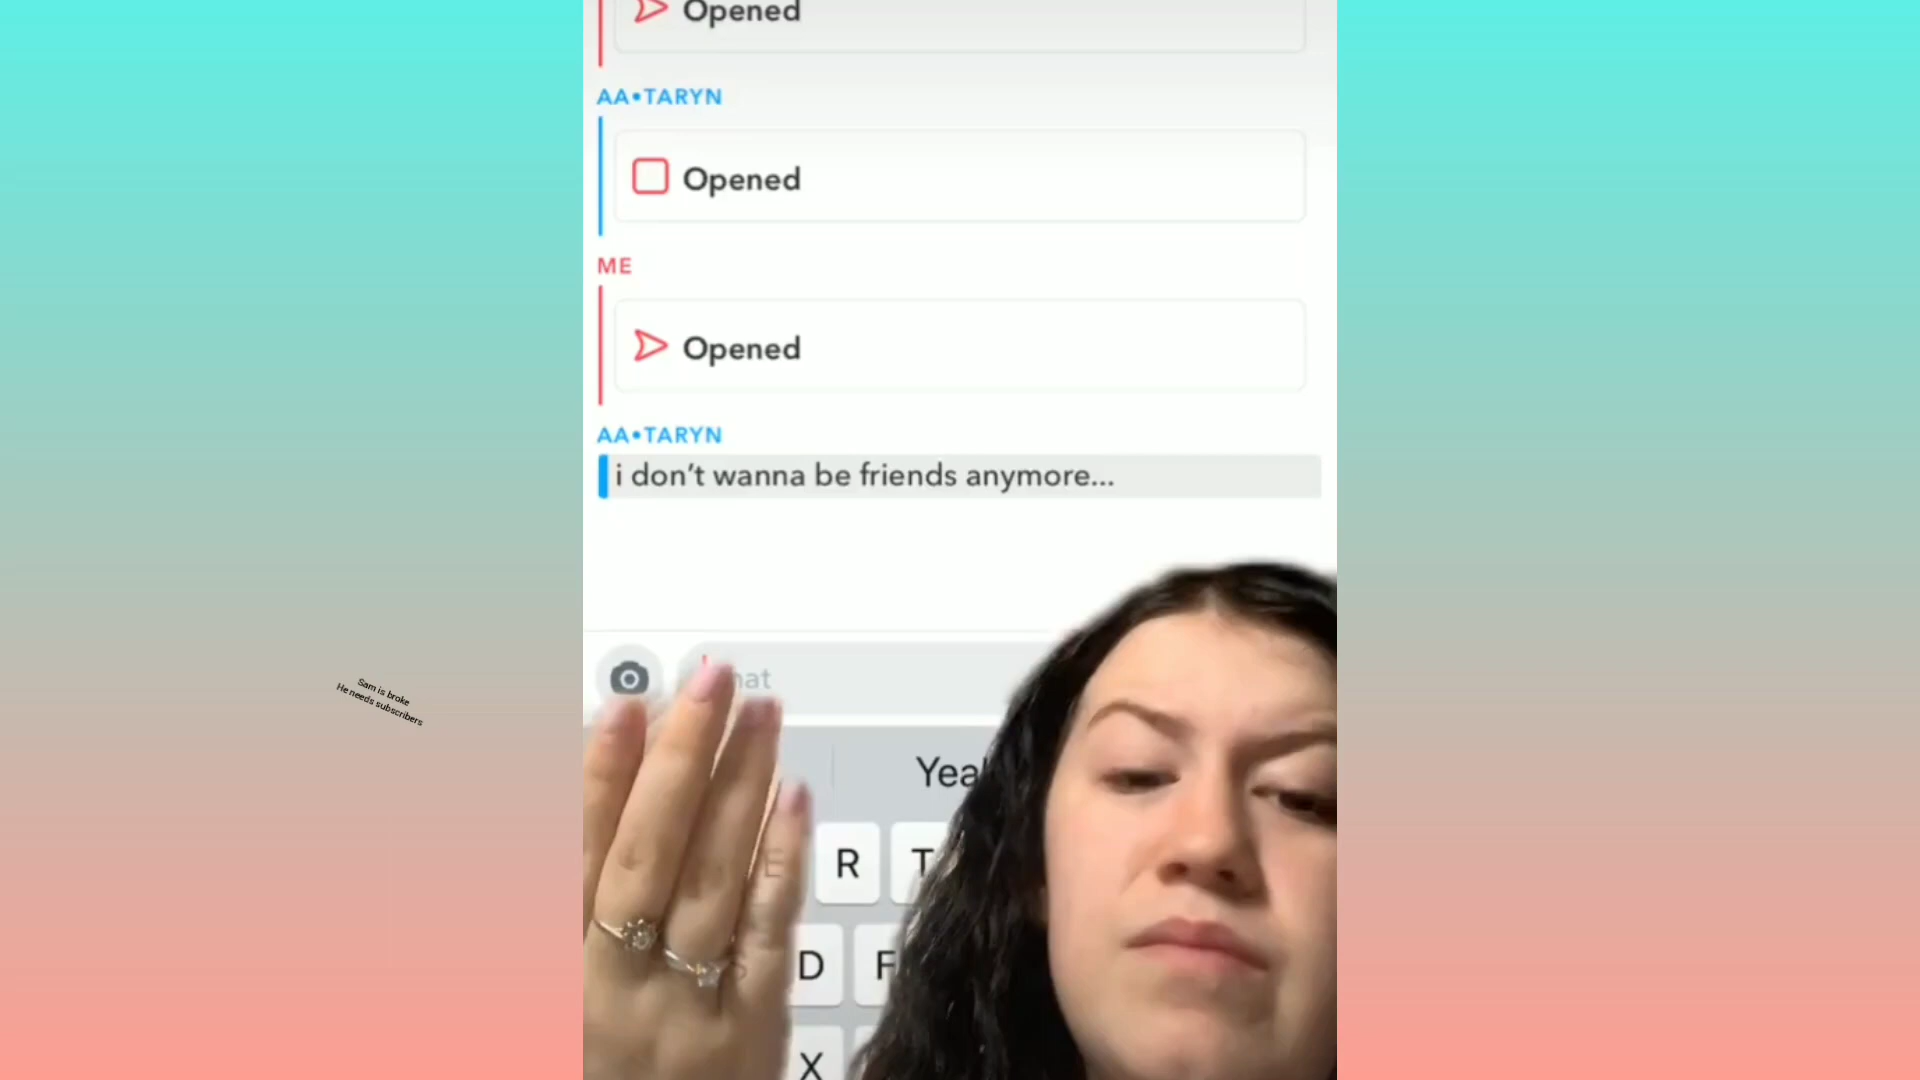 Opened
AA•TARYN
Opened
ME
Opened
AA•TARYN
i don't wanna be friends anymore...
Sam is broke
He needs subscribers
R
D F
X